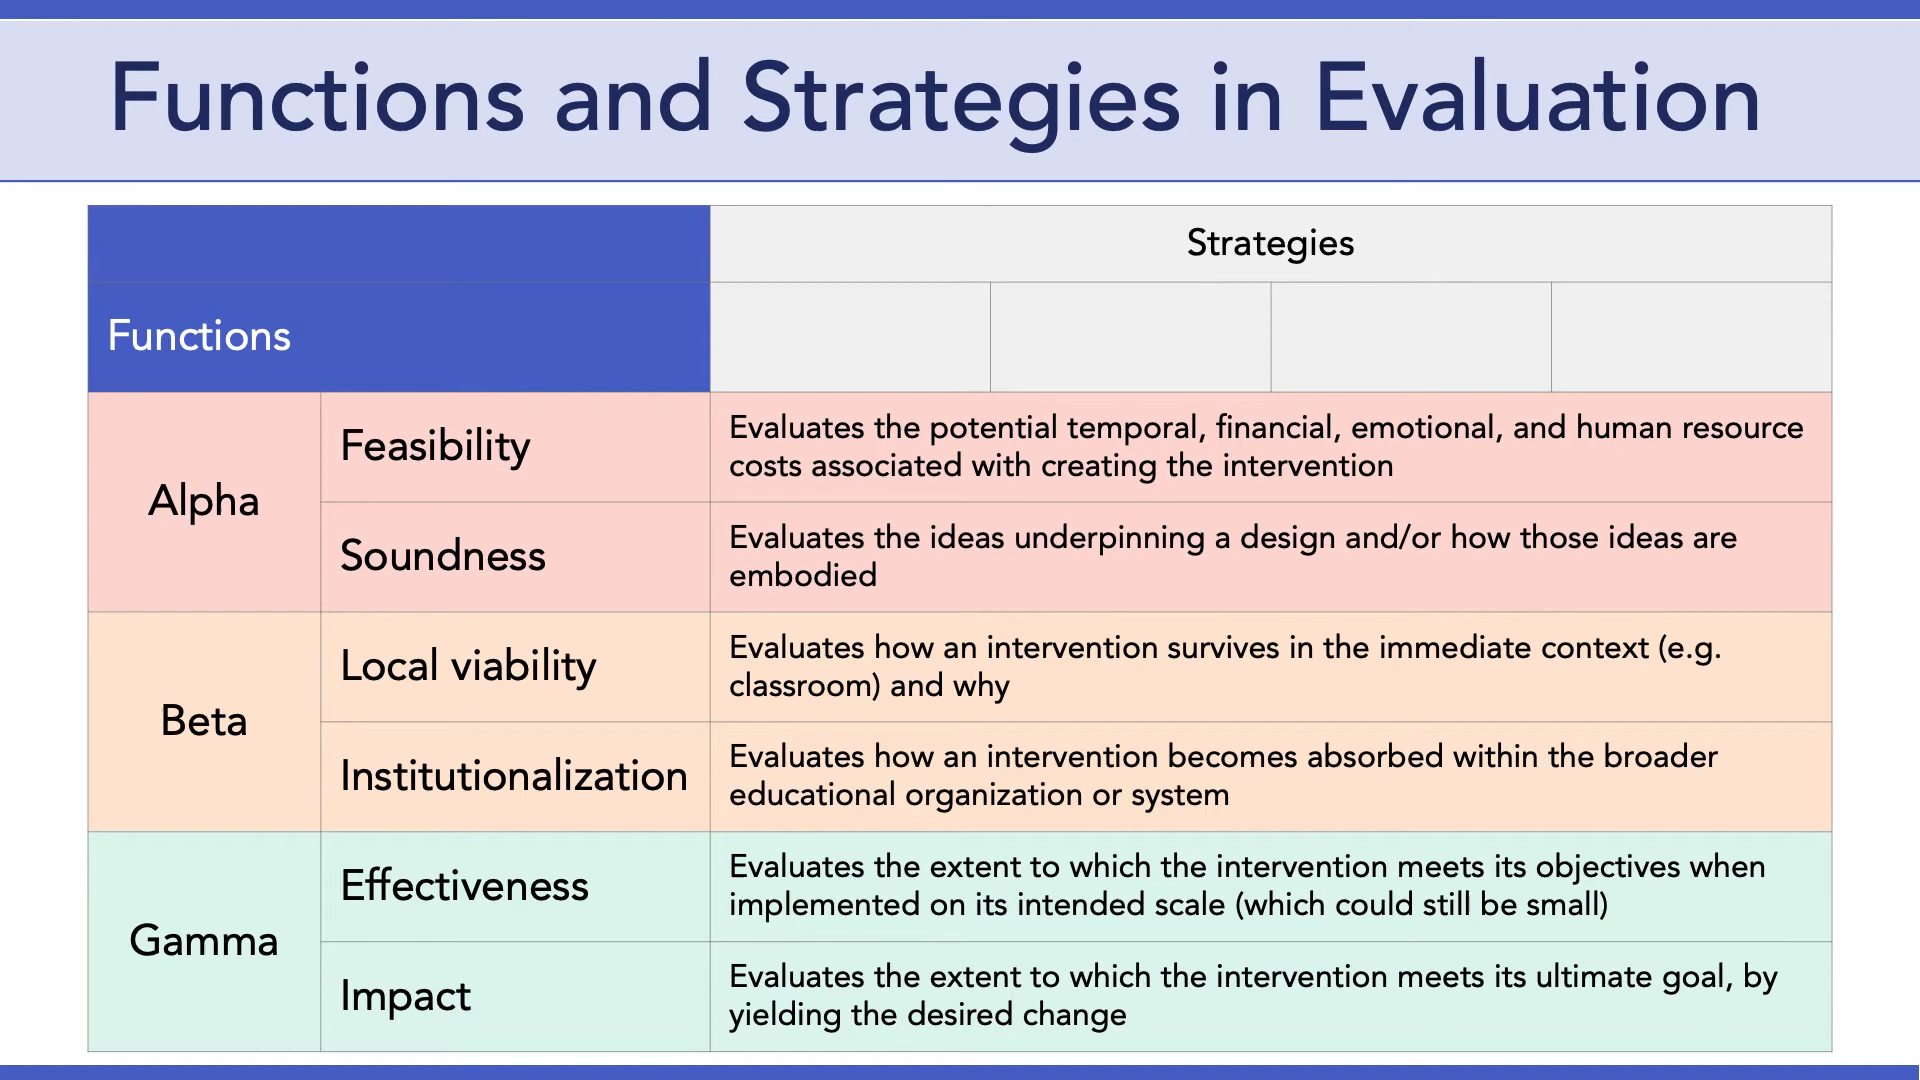 Functions and Strategies in Evaluation
Strategies
Functions
Alpha
Feasibility
Evaluates the potential temporal, financial, emotional, and human resource
costs associated with creating the intervention
Soundness
Evaluates the ideas underpinning a design and/or how those ideas are
embodied
Beta
Local viability
Evaluates how an intervention survives in the immediate context (e.g.
classroom) and why
Institutionalization
Evaluates how an intervention becomes absorbed within the broader
educational organization or system
Gamma
Effectiveness
Evaluates the extent to which the intervention meets its objectives when
implemented on its intended scale (which could still be small)
Impact
Evaluates the extent to which the intervention meets its ultimate goal, by
yielding the desired change